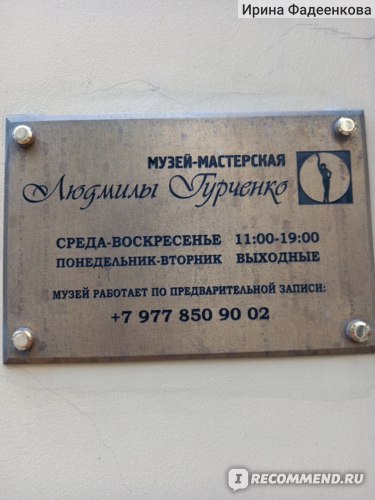 Ирина Фадеенкова
МУЗЕЙ-МАСТЕРСКАЯ
Людмилы Гурченко
СРЕДА-ВОСКРЕСЕНЬЕ 11:00-19:00
ПОНЕДЕЛЬНИК-ВТОРНИК ВЫХОДНЫЕ
МУЗЕЙ РАБОТАЕТ ПО ПРЕДВАРИТЕЛЬНОЙ ЗАПИСИ:
+7 977 850 90 02
I RECOMMEND.RU